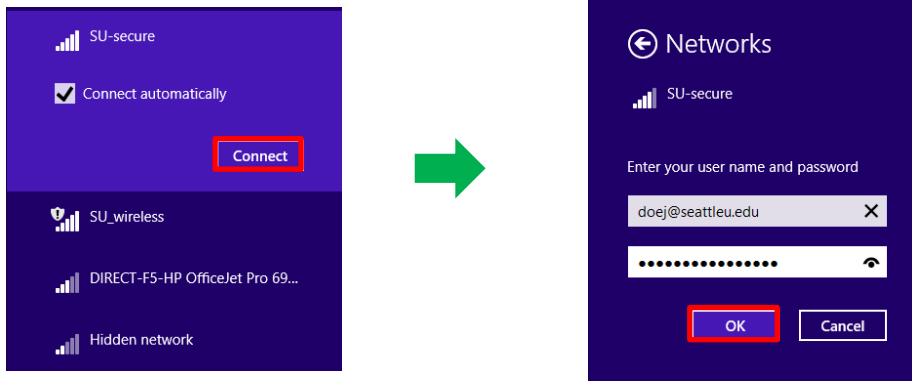 SU-secure
Connect automatically
Connect
SU_wireless
DIRECT-F5-HP OfficeJet Pro 69...
Hidden network
Networks
SU-secure
Enter your user name and password
doej@seattleu.edu
●●●●●●●●●●●●●●●●
OK
Cancel